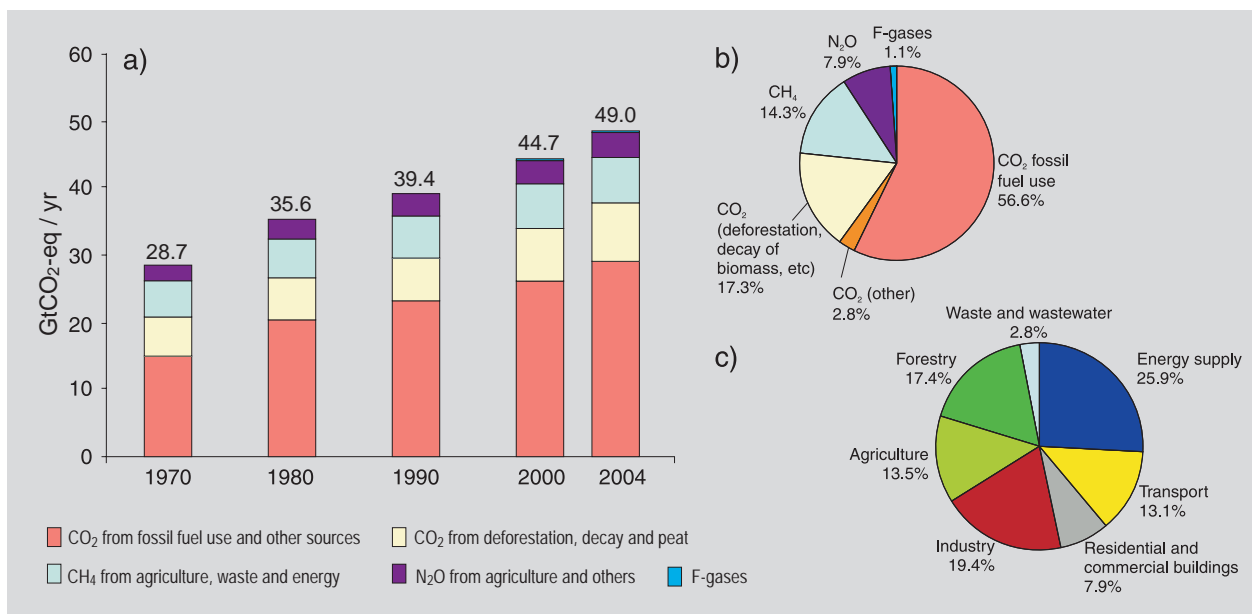 a)
GtCO₂-eq / yr
60
50
40
30
20
10
0
28.7
35.6
39.4
44.7
49.0
1970
1980
1990
2000
2004
CO₂ from fossil fuel use and other sources
CO₂ from deforestation, decay and peat
CH₄ from agriculture, waste and energy
N₂O from agriculture and others
F-gases
b)
F-gases
1.1%
N₂O
7.9%
CH₄
14.3%
CO₂ fossil
fuel use
56.6%
CO₂
(deforestation,
decay of
biomass, etc)
17.3%
CO₂ (other)
2.8%
c)
Waste and wastewater
2.8%
Forestry
17.4%
Energy supply
25.9%
Agriculture
13.5%
Transport
13.1%
Industry
19.4%
Residential and
commercial buildings
7.9%